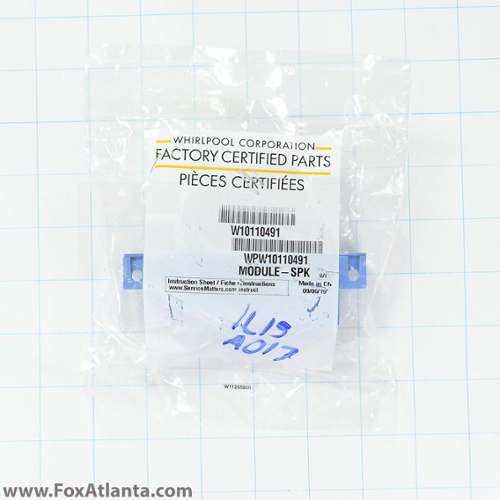 WHIRLPOOL CORPORATION
FACTORY CERTIFIED PARTS
PIÈCES CERTIFIÉES
W10110491
WPW10110491
MODULE-SPK
Instruction Sheet / Fiche instructions
www.ServiceMatters.com instruct
Made in CN
1L15
A017
www.FoxAtlanta.com